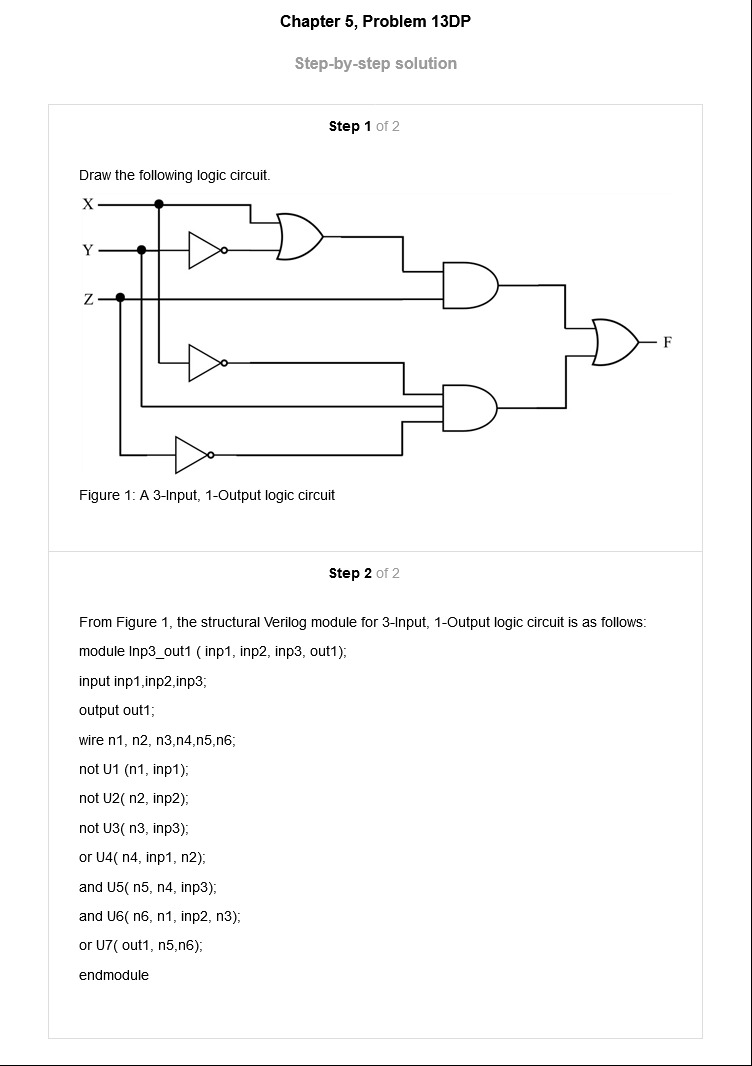 Chapter 5, Problem 13DP
Step-by-step solution
Step 1 of 2
Draw the following logic circuit.
X
Y
Z
F
Figure 1: A 3-Input, 1-Output logic circuit
Step 2 of 2
From Figure 1, the structural Verilog module for 3-Input, 1-Output logic circuit is as follows:
module Inp3_out1 ( inp1, inp2, inp3, out1);
input inp1,inp2,inp3;
output out1;
wire n1, n2, n3,n4,n5,n6;
not U1 (n1, inp1);
not U2( n2, inp2);
not U3( n3, inp3);
or U4( n4, inp1, n2);
and U5( n5, n4, inp3);
and U6( n6, n1, inp2, n3);
or U7( out1, n5,n6);
endmodule